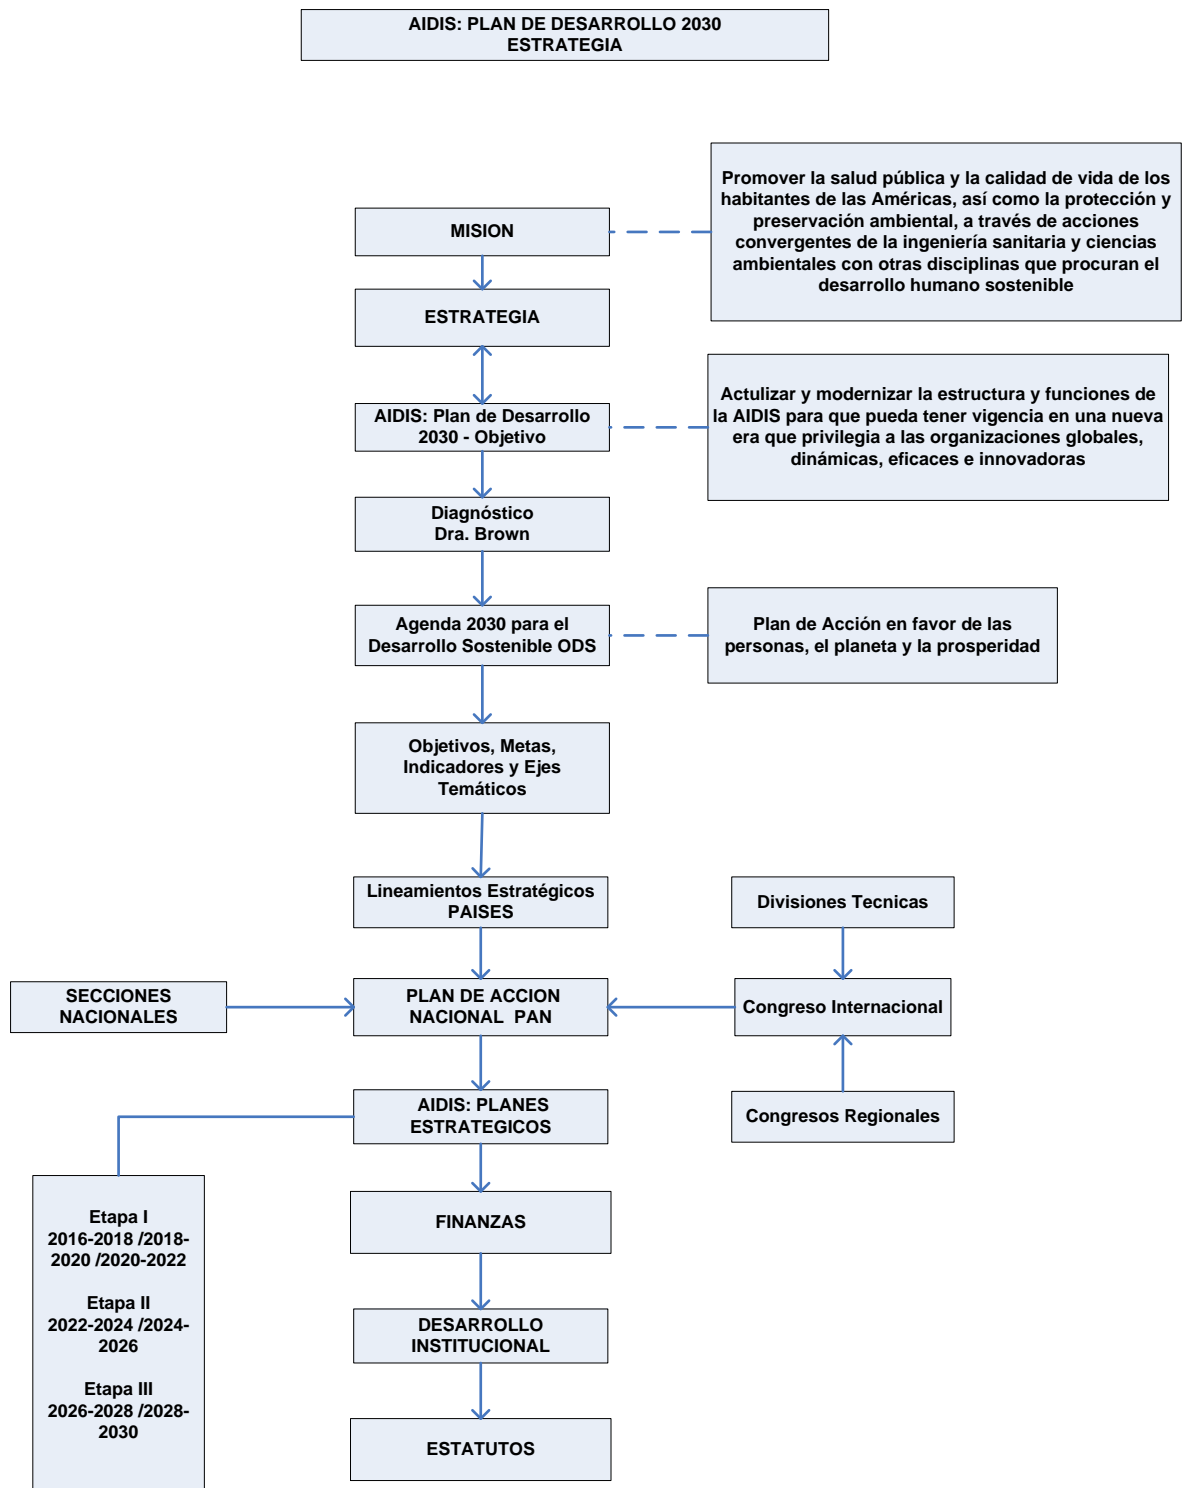 AIDIS: PLAN DE DESARROLLO 2030
ESTRATEGIA
MISION
Promover la salud pública y la calidad de vida de los
habitantes de las Américas, así como la protección y
preservación ambiental, a través de acciones
convergentes de la ingeniería sanitaria y ciencias
ambientales con otras disciplinas que procuran el
desarrollo humano sostenible
ESTRATEGIA
AIDIS: Plan de Desarrollo
2030 - Objetivo
Actulizar y modernizar la estructura y funciones de
la AIDIS para que pueda tener vigencia en una nueva
era que privilegia a las organizaciones globales,
dinámicas, eficaces e innovadoras
Diagnóstico
Dra. Brown
Agenda 2030 para el
Desarrollo Sostenible ODS
Plan de Acción en favor de las
personas, el planeta y la prosperidad
Objetivos, Metas,
Indicadores y Ejes
Temáticos
Lineamientos Estratégicos
PAISES
Divisiones Tecnicas
SECCIONES
NACIONALES
PLAN DE ACCION
NACIONAL  PAN
Congreso Internacional
AIDIS: PLANES
ESTRATEGICOS
Congresos Regionales
Etapa I
2016-2018 /2018-
2020 /2020-2022
Etapa II
2022-2024 /2024-
2026
Etapa III
2026-2028 /2028-
2030
FINANZAS
DESARROLLO
INSTITUCIONAL
ESTATUTOS